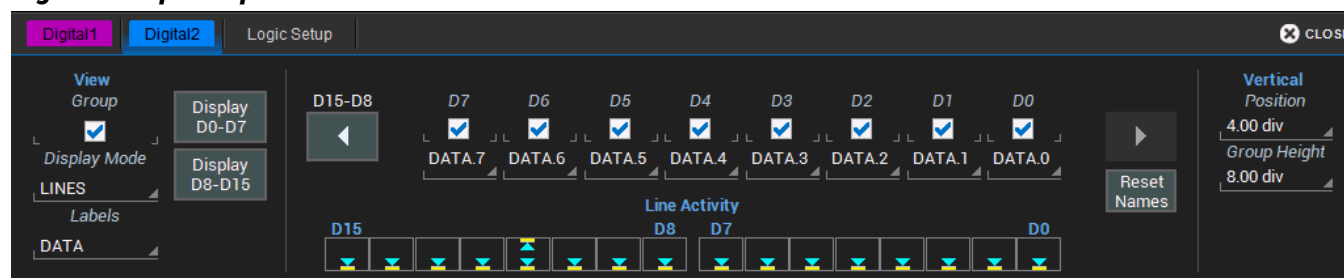 Digital1 Digital2 Logic Setup CLOS
View
Group
Display Mode
LINES
Labels
DATA
Display
D0-D7
Display
D8-D15
D15-D8 D7 D6 D5 D4 D3 D2 D1 D0
DATA.7 DATA.6 DATA.5 DATA.4 DATA.3 DATA.2 DATA.1 DATA.0
Line Activity
D15 D8 D7 D0
Reset
Names
Vertical
Position
4.00 div
Group Height
8.00 div